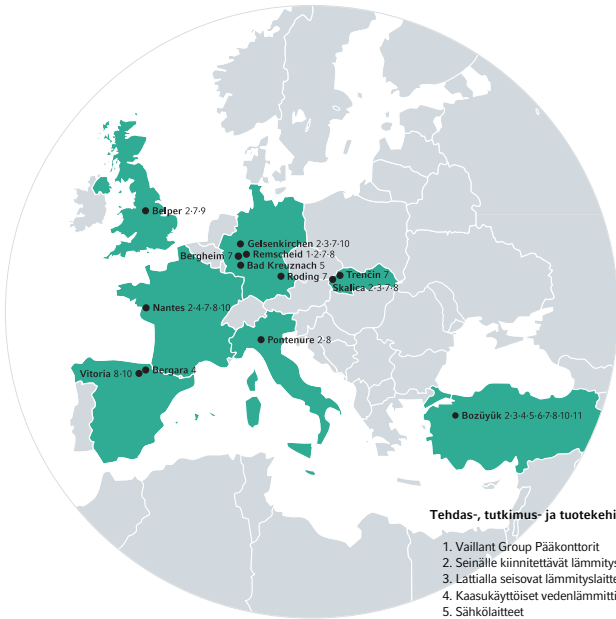 Belper 2·7·9
Gelsenkirchen 2·3·7·10
Remscheid 1·2·7·8
Bergheim 7
Bad Kreuznach 5
Roding 7
Trenčin 7
Skalica 2·3·7·8
Nantes 2·4·7·8·10
Pontenure 2·8
Bergara 4
Vitoria 8·10
Bozüyük 2·3·4·5·6·7·8·10·11
Tehdas-, tutkimus- ja tuotekehi
1. Vaillant Group Pääkonttorit
2. Seinälle kiinnitettävät lämmitys
3. Lattialla seisovat lämmityslaitte
4. Kaasukäyttöiset vedenlämmitti
5. Sähkölaitteet